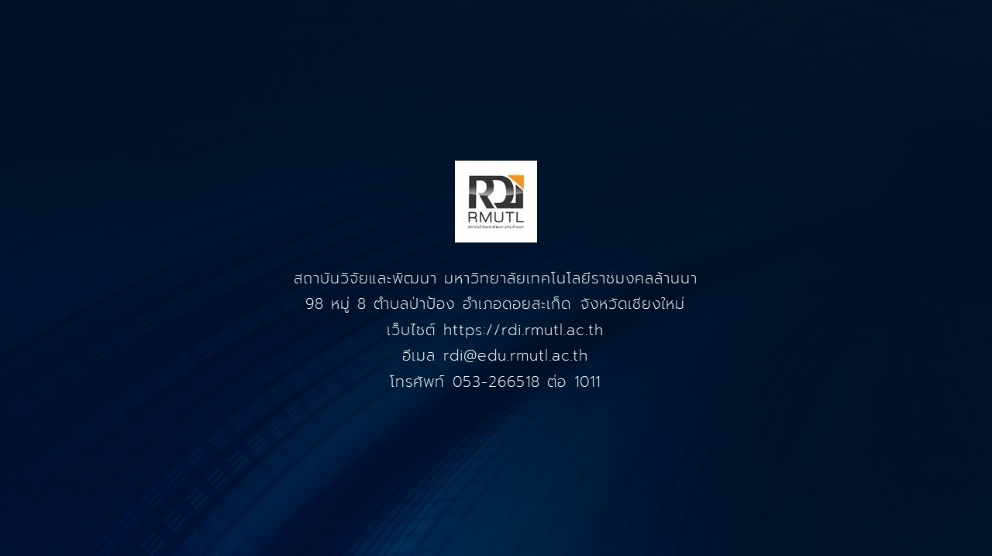 RDi
RMUTL
สถาบันวิจัยและพัฒนา มหาวิทยาลัยเทคโนโลยีราชมงคลล้านนา
98 หมู่ 8 ตำบลป่าป้อง อำเภอดอยสะเก็ด จังหวัดเชียงใหม่
เว็บไซต์ https://rdi.rmutl.ac.th
อีเมล rdi@edu.rmutl.ac.th
โทรศัพท์ 053-266518 ต่อ 1011